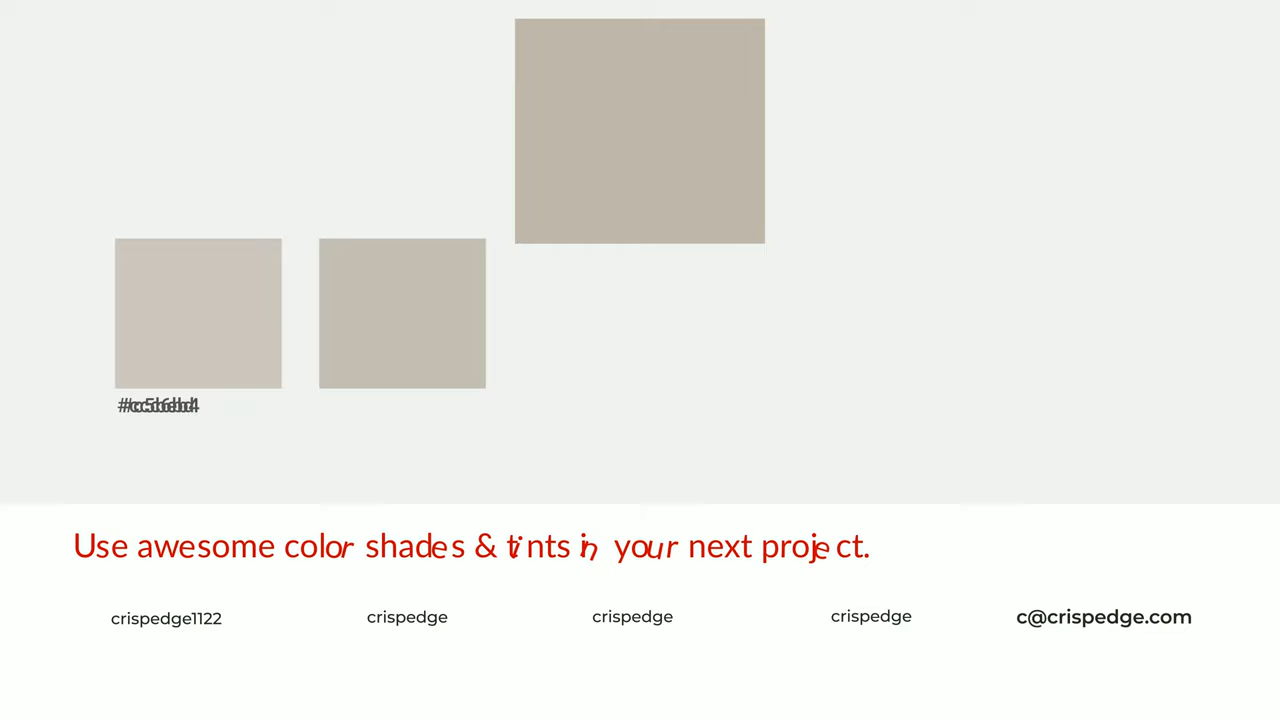 Use awesome color shades & tints in your next project.
crispedge1122 crispedge crispedge crispedge c@crispedge.com